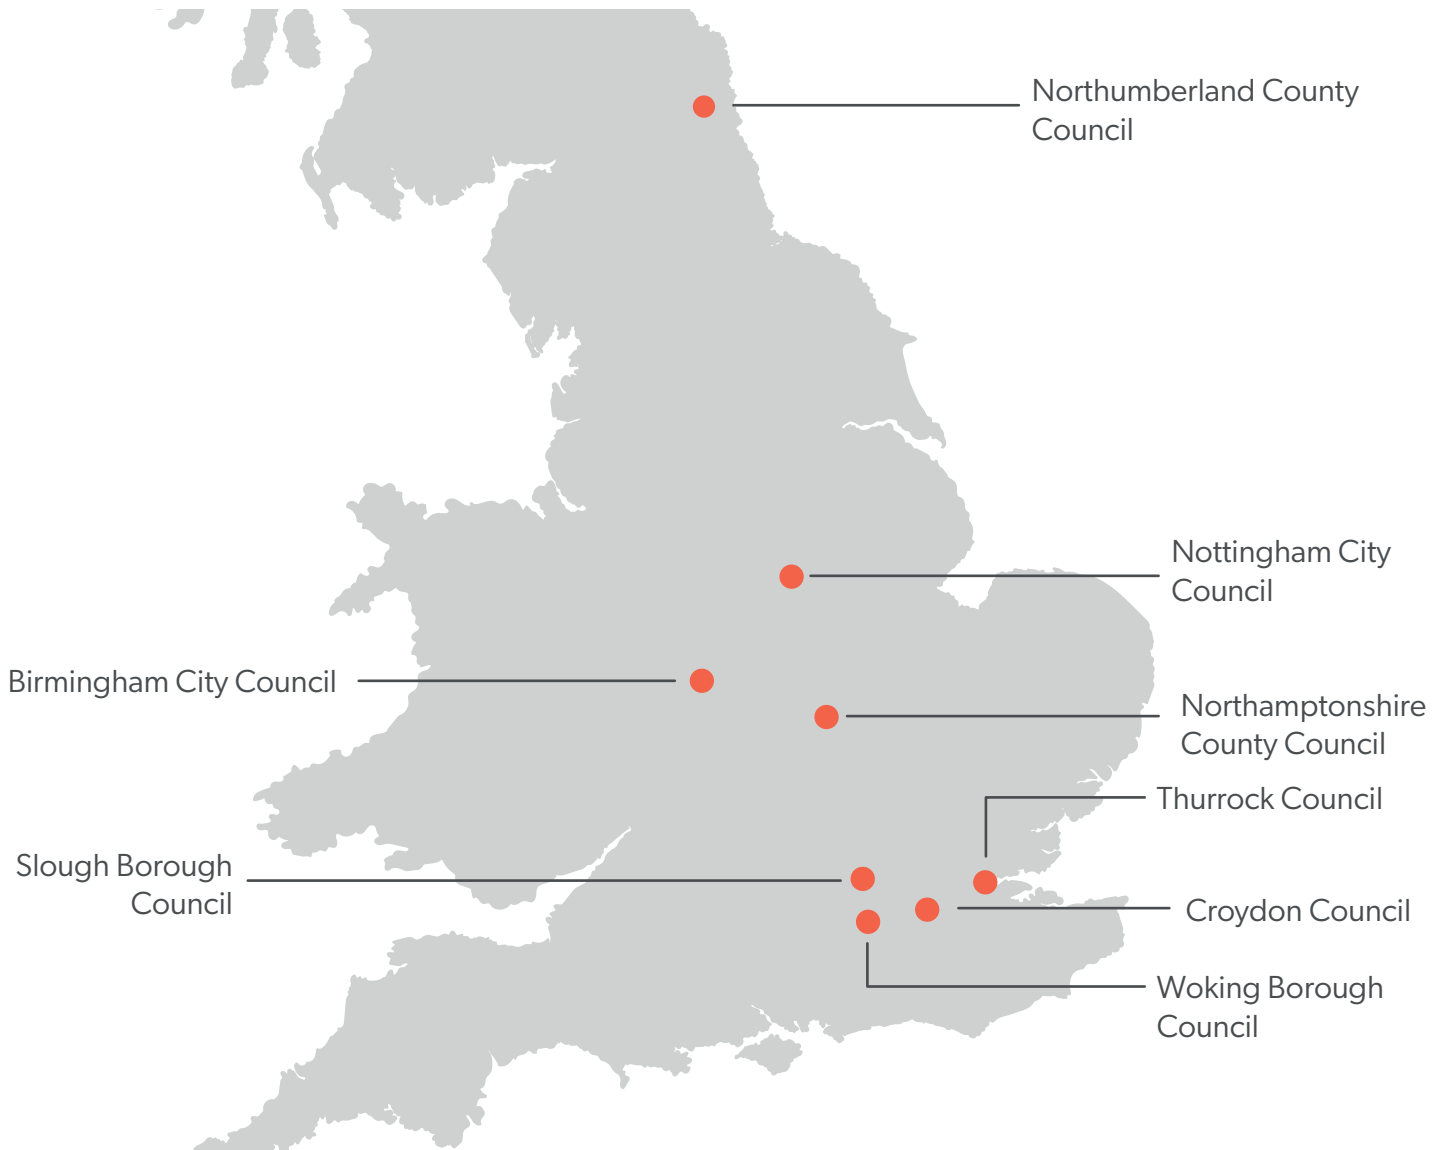 Northumberland County
Council
Nottingham City
Council
Birmingham City Council
Northamptonshire
County Council
Thurrock Council
Slough Borough
Council
Croydon Council
Woking Borough
Council